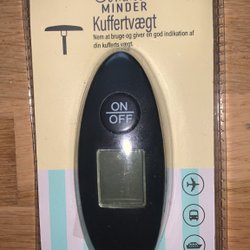 MINDER
Kuffertvægt
Nem at bruge og giver en god indikation af
din kufferts vægt
ON
OFF